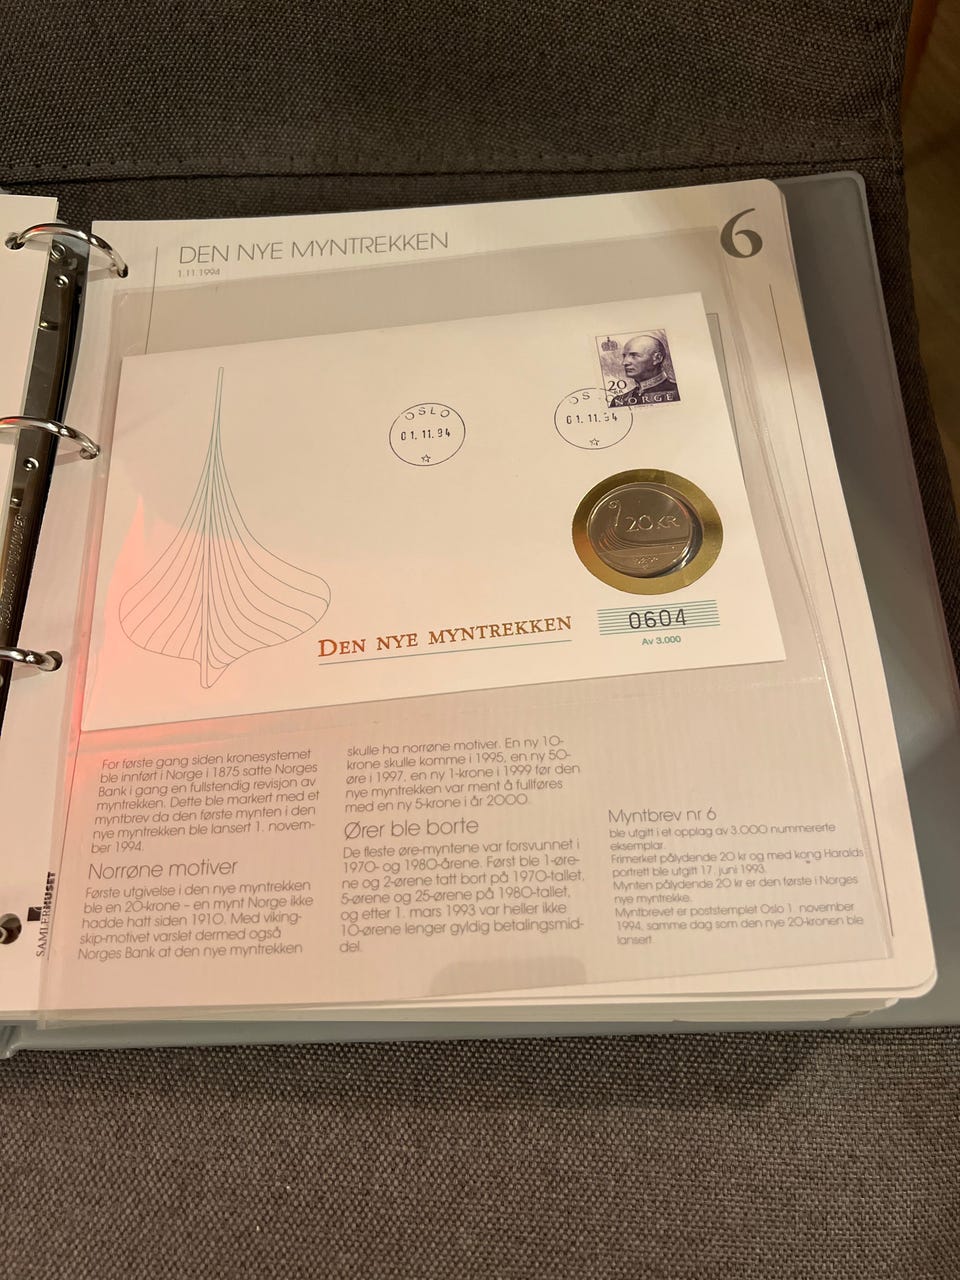 DEN NYE MYNTREKKEN
1.11.1994
6
20
KR
NORGE
OSLO
01.11.94
OS
01.11.94
20 KR
DEN NYE MYNTREKKEN
0604
Av 3.000
For første gang siden kronesystemet
ble innført i Norge i 1875 satte Norges
Bank i gang en fullstendig revisjon av
myntrekken. Dette ble markert med et
myntbrev da den første mynten i den
nye myntrekken ble lansert 1. novem-
ber 1994.
Norrøne motiver
Første utgivelse i den nye myntrekken
ble en 20-krone – en mynt Norge ikke
hadde hatt siden 1910. Med viking-
skip-motivet varslet dermed også
Norges Bank at den nye myntrekken
skulle ha norrøne motiver. En ny 10-
krone skulle komme i 1995, en ny 50-
øre i 1997, en ny 1-krone i 1999 før den
nye myntrekken var ment å fullføres
med en ny 5-krone i år 2000.
Ører ble borte
De fleste øre-myntene var forsvunnet i
1970- og 1980-årene. Først ble 1-øre-
ne og 2-ørene tatt bort på 1970-tallet,
5-ørene og 25-ørene på 1980-tallet,
og etter 1. mars 1993 var heller ikke
10-ørene lenger gyldig betalingsmid-
del.
Myntbrev nr 6
ble utgitt i et opplag av 3.000 nummererte
eksemplar.
Frimerket pålydende 20 kr og med kong Haralds
portrett ble utgitt 17. juni 1993.
Mynten pålydende 20 kr er den første i Norges
nye myntrekke.
Myntbrevet er poststemplet Oslo 1. november
1994, samme dag som den nye 20-kronen ble
lansert.
SAMLERHUSET